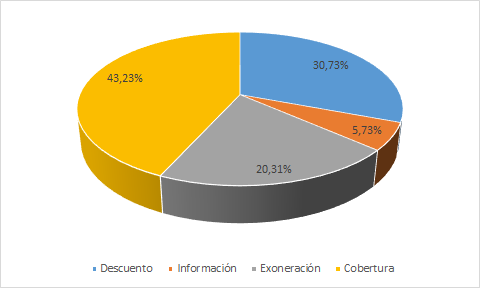 43,23%
30,73%
5,73%
20,31%
Descuento Información Exoneración Cobertura